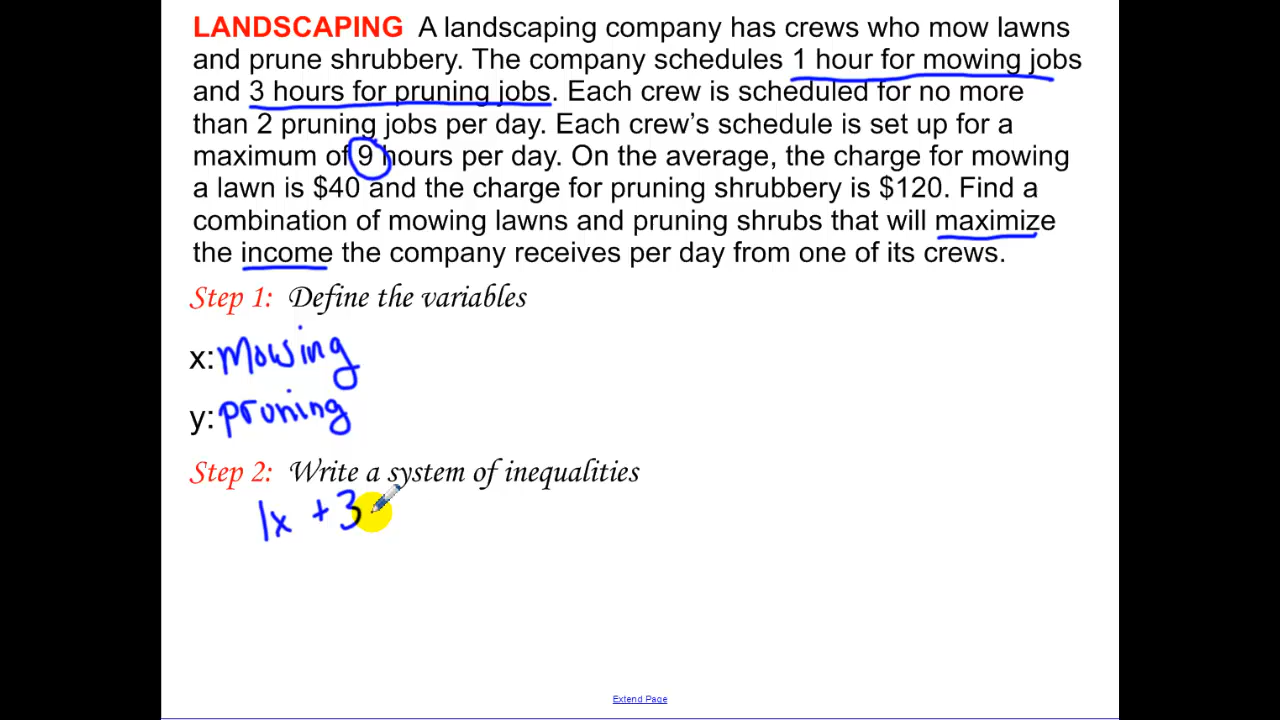 LANDSCAPING A landscaping company has crews who mow lawns
and prune shrubbery. The company schedules 1 hour for mowing jobs
and 3 hours for pruning jobs. Each crew is scheduled for no more
than 2 pruning jobs per day. Each crew's schedule is set up for a
maximum of 9 hours per day. On the average, the charge for mowing
a lawn is $40 and the charge for pruning shrubbery is $120. Find a
combination of mowing lawns and pruning shrubs that will maximize
the income the company receives per day from one of its crews.
Step 1: Define the variables
x: Mowing
y: pruning
Step 2: Write a system of inequalities
1x + 3
Extend Page